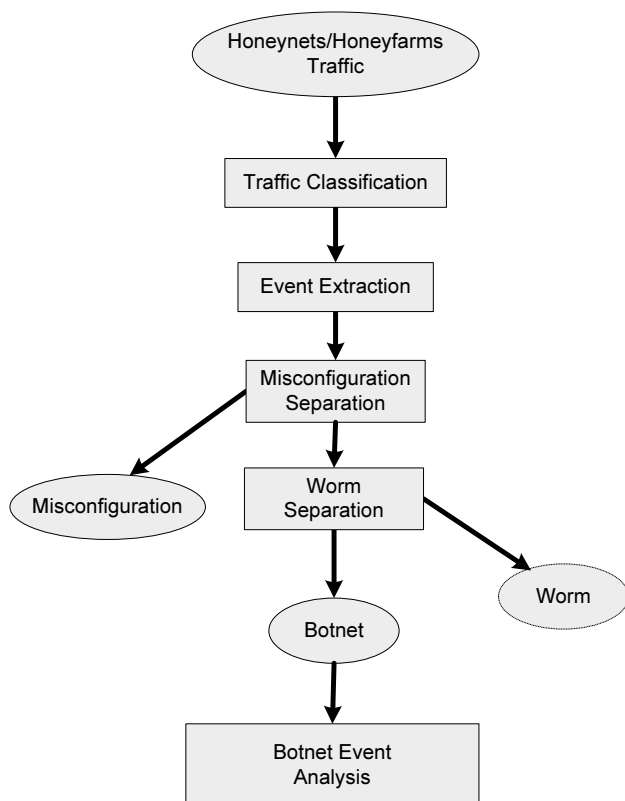 Honeynets/Honeyfarms
Traffic
Traffic Classification
Event Extraction
Misconfiguration
Separation
Misconfiguration
Worm
Separation
Worm
Botnet
Botnet Event
Analysis